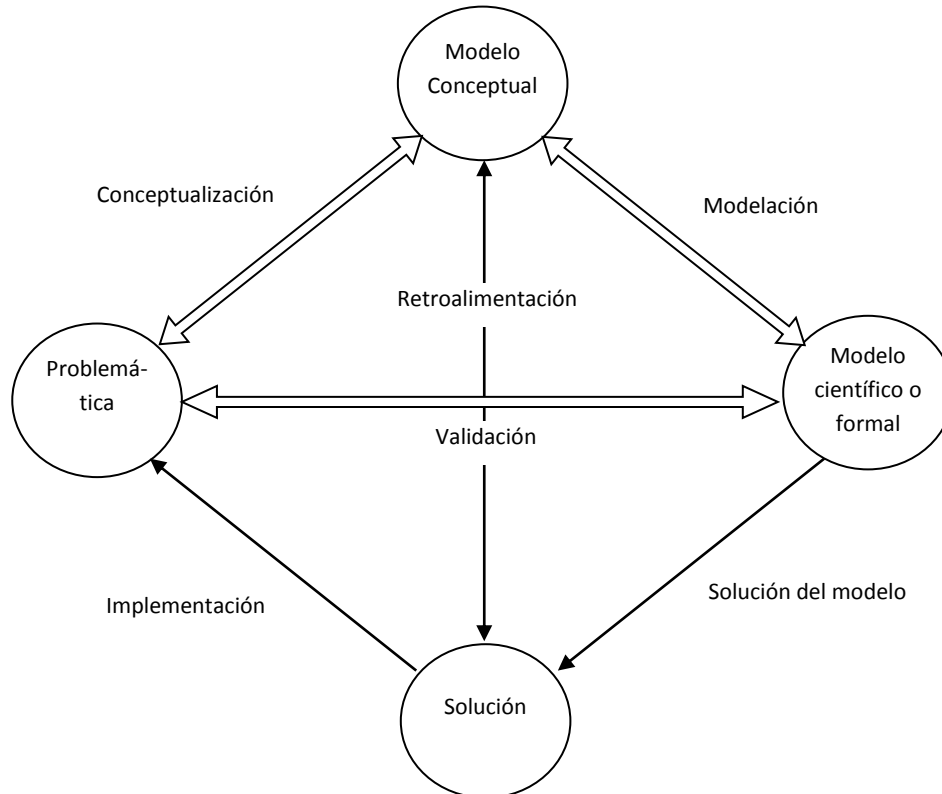 Modelo
Conceptual
Conceptualización
Modelación
Retroalimentación
Problemá-
tica
Modelo
científico o
formal
Validación
Implementación
Solución del modelo
Solución